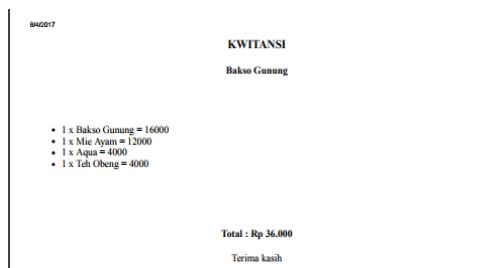 8/4/2017
KWITANSI
Bakso Gunung
• 1 x Bakso Gunung = 16000
• 1 x Mie Ayam = 12000
• 1 x Aqua = 4000
• 1 x Teh Obeng = 4000
Total : Rp 36.000
Terima kasih